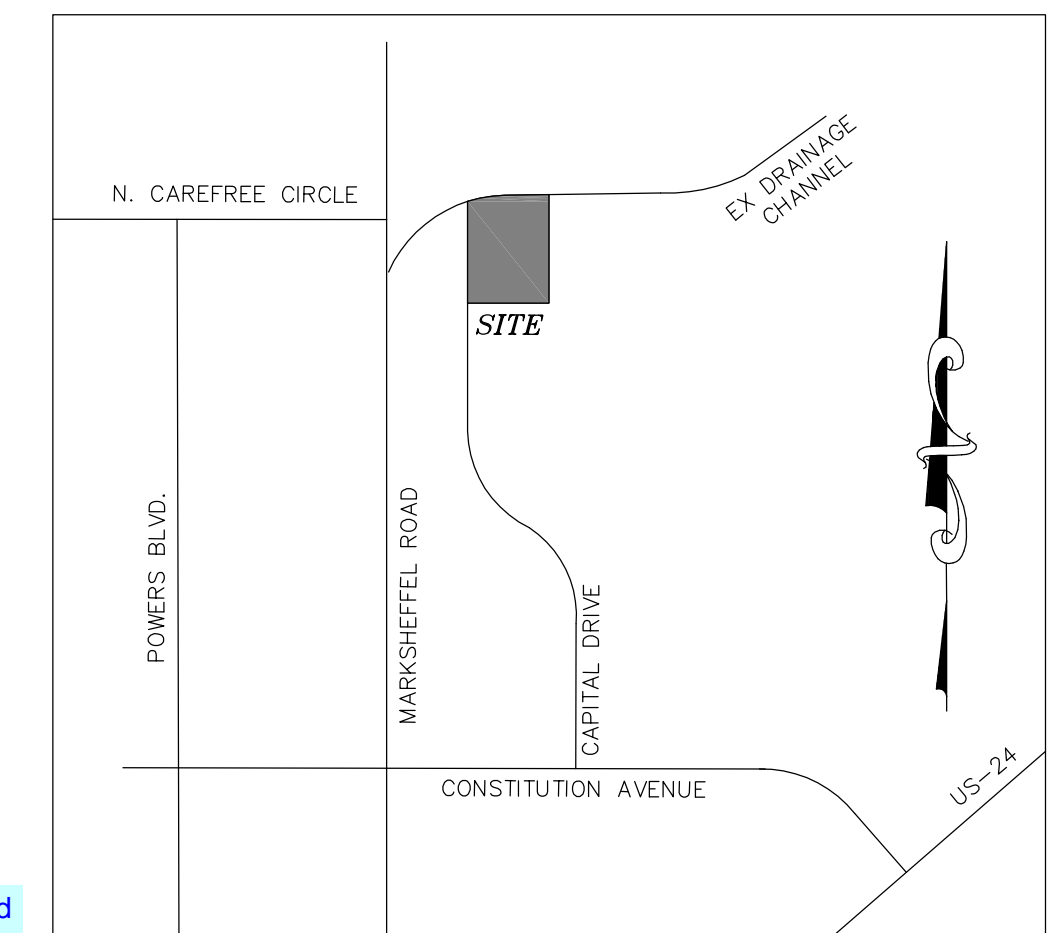 N. CAREFREE CIRCLE
EX DRAINAGE
CHANNEL
SITE
POWERS BLVD.
MARKSHEFFEL ROAD
CAPITAL DRIVE
CONSTITUTION AVENUE
US-24
d